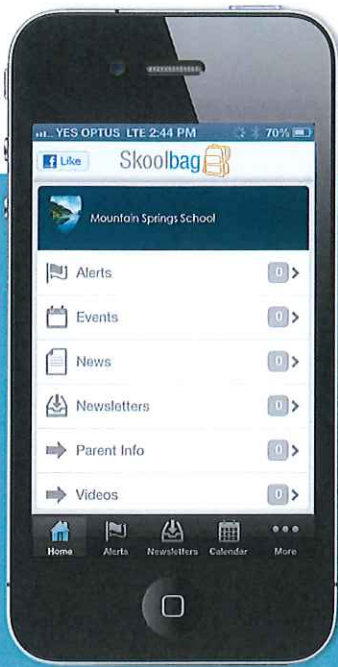 YES OPTUS LTE 2:44 PM 70%
Like Skoolbag
Mountain Springs School
Alerts 0
Events 0
News 0
Newsletters 0
Parent Info 0
Videos 0
Home Alerts Newsletters Calendar More